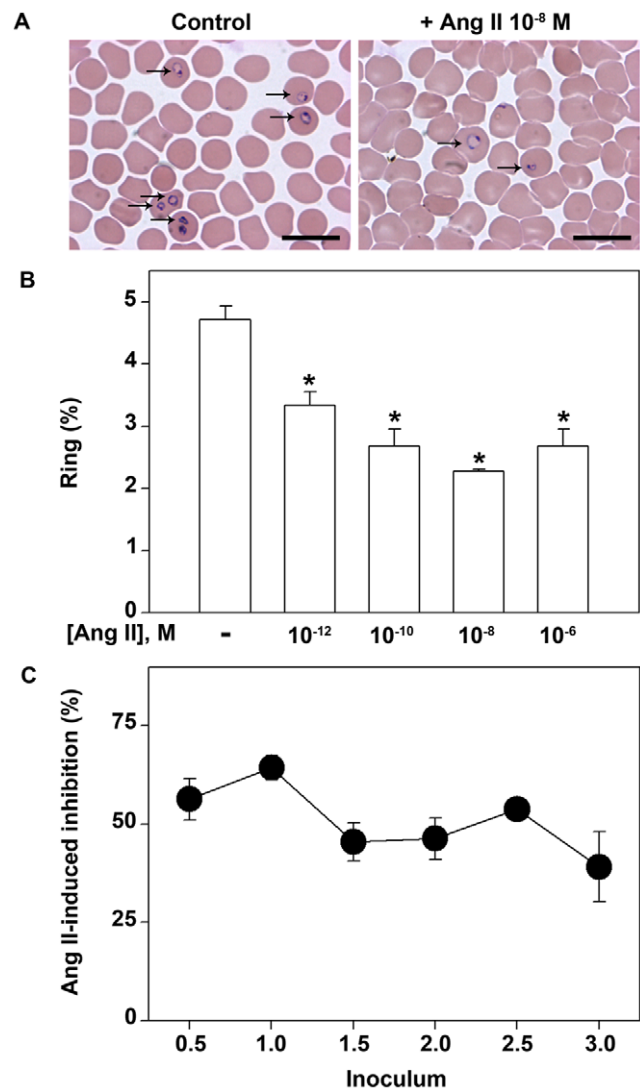 A
Control
+ Ang II 10⁻⁸ M
B
Ring (%)
5
4
3
2
1
0
* * * *
[Ang II], M - 10⁻¹² 10⁻¹⁰ 10⁻⁸ 10⁻⁶
C
Ang II-induced inhibition (%)
75
50
25
0
0.5 1.0 1.5 2.0 2.5 3.0
Inoculum